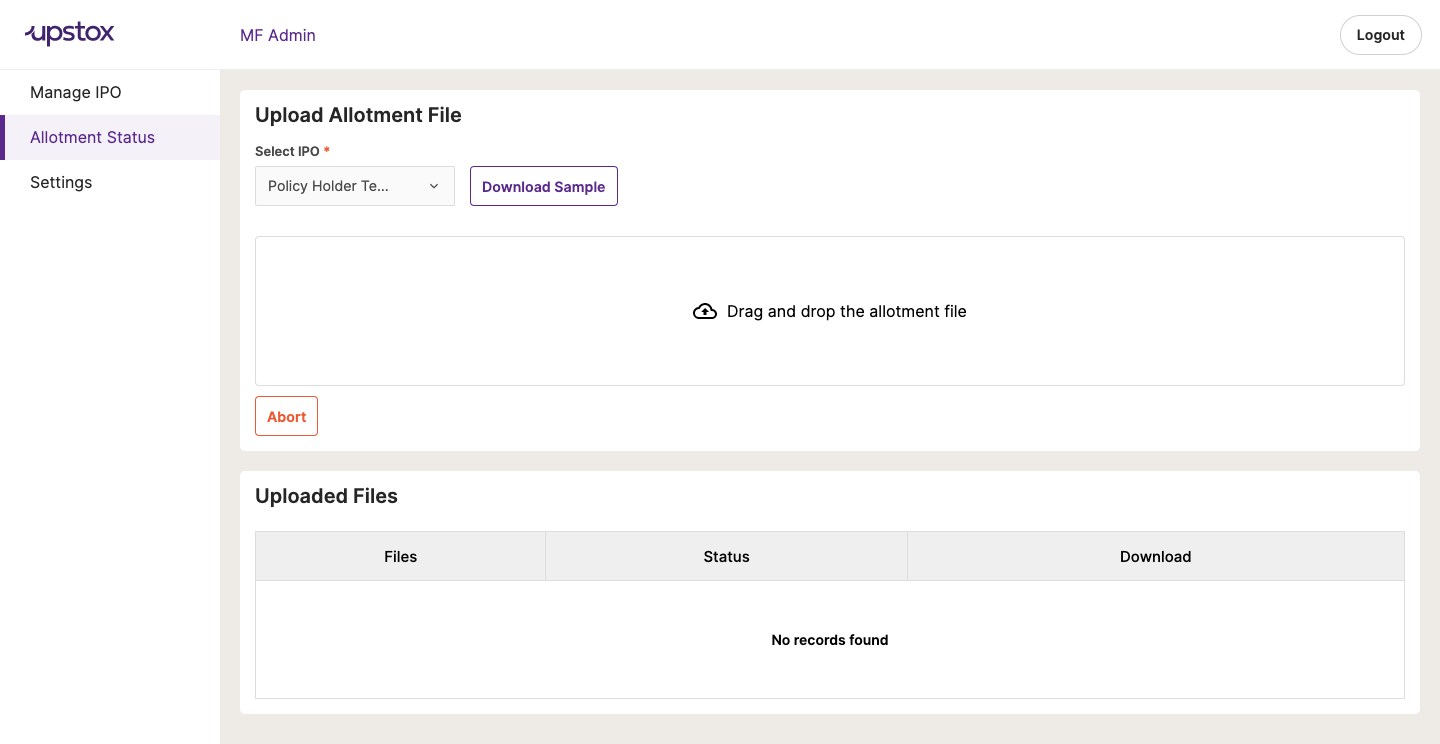 upstox
MF Admin
Logout
Manage IPO
Allotment Status
Settings
Upload Allotment File
Select IPO *
Policy Holder Te...
Download Sample
Drag and drop the allotment file
Abort
Uploaded Files
Files Status Download
No records found